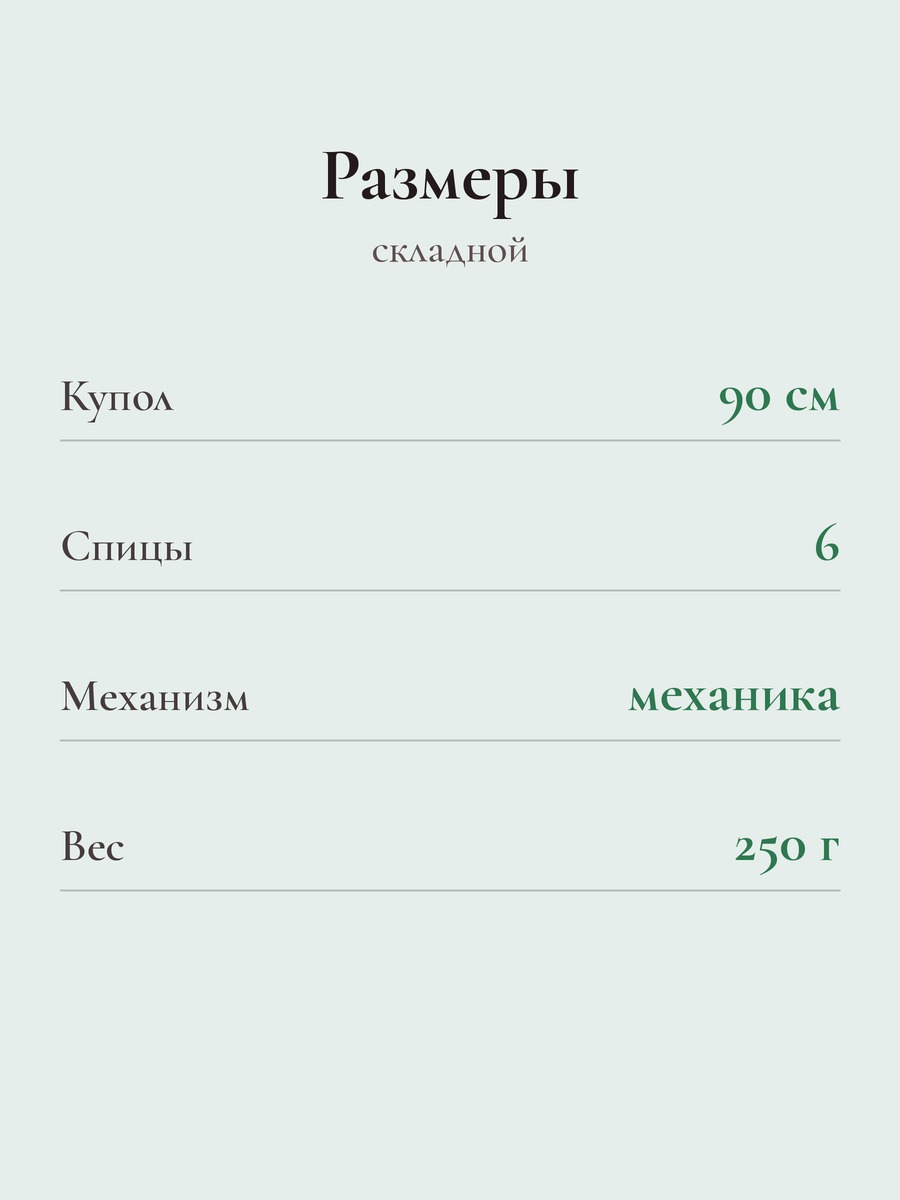 Размеры
складной
Купол 90 см
Спицы 6
Механизм механика
Вес 250 г